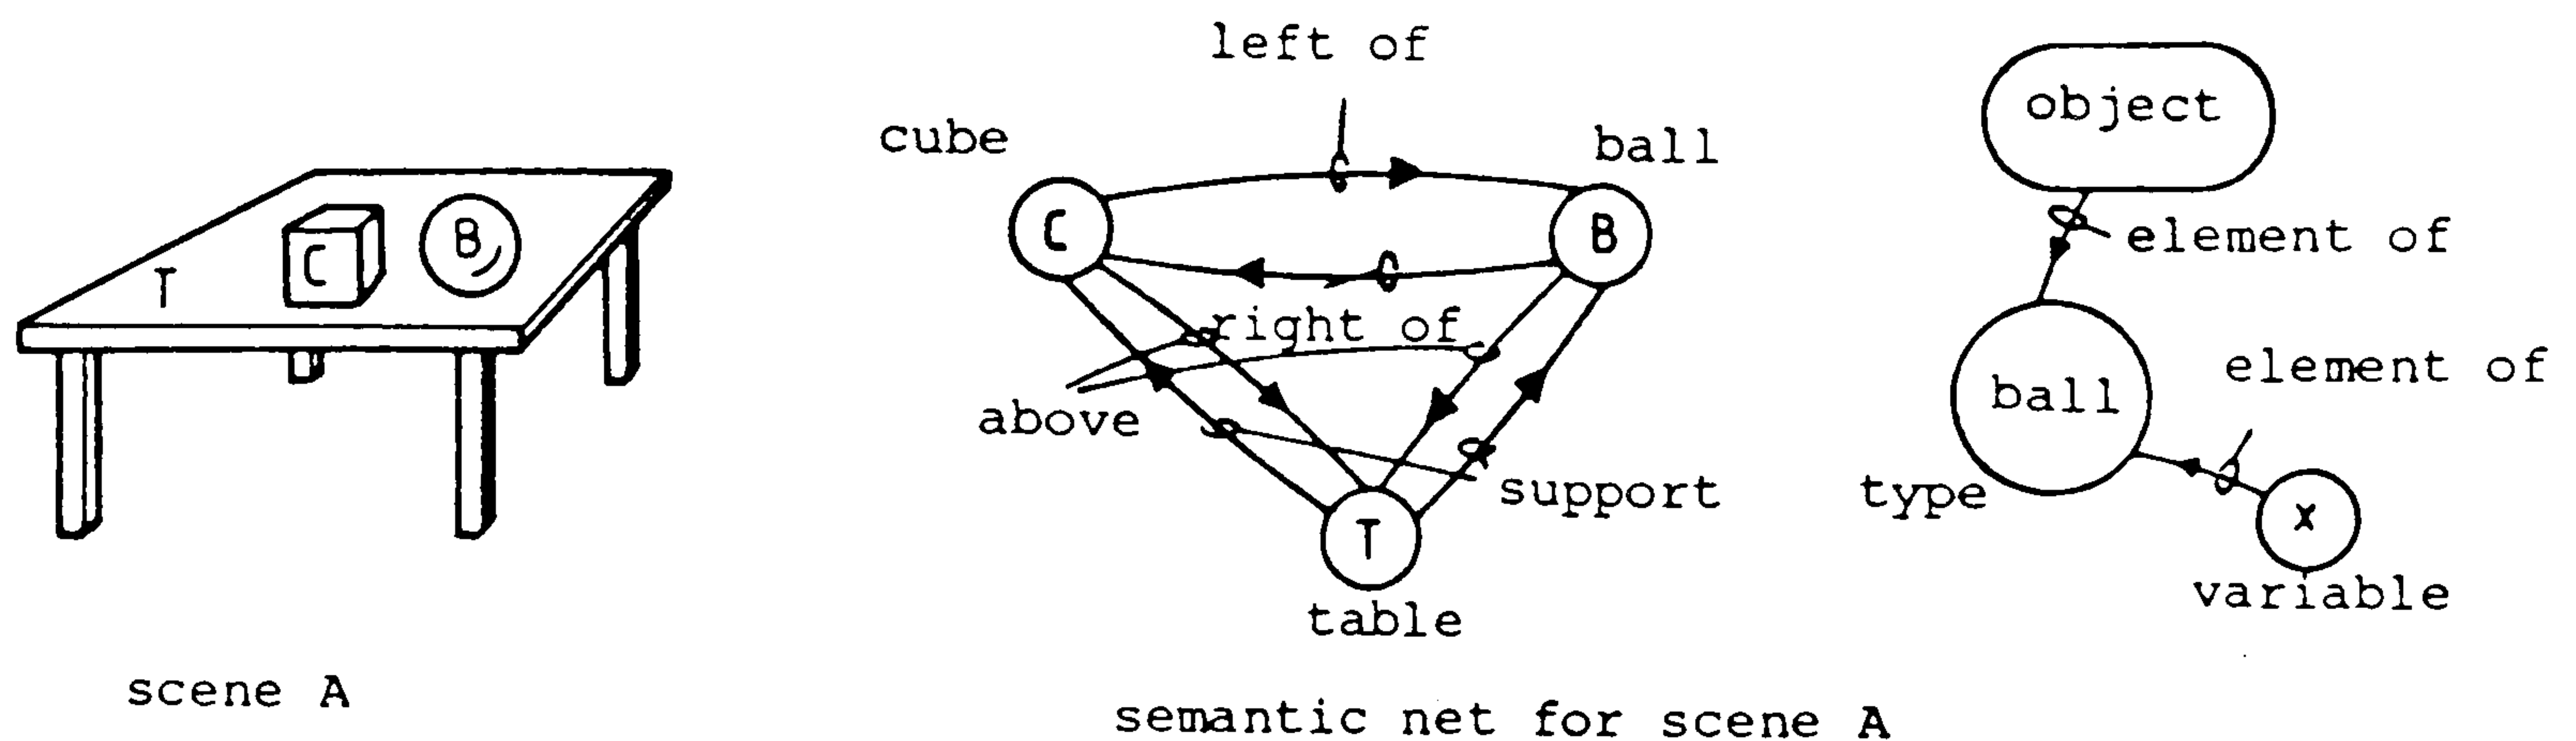 T
C
B
scene A
left of
cube
ball
C
B
right of
above
support
T
table
semantic net for scene A
object
element of
element of
ball
type
x
variable